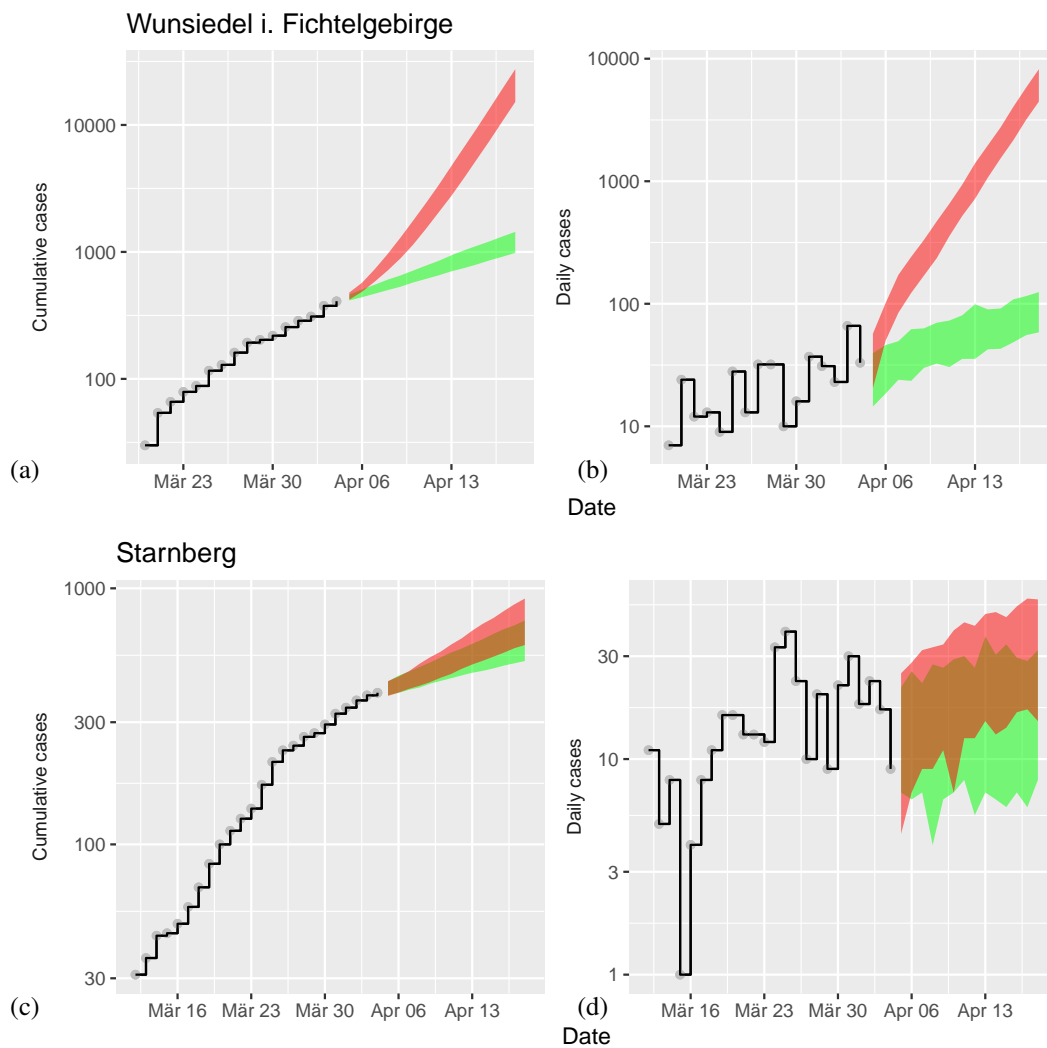 Wunsiedel i. Fichtelgebirge
Cumulative cases
10000
1000
100
(a)
Mär 23 Mär 30 Apr 06 Apr 13
Daily cases
10000
1000
100
10
(b)
Mär 23 Mär 30 Apr 06 Apr 13
Date
Starnberg
Cumulative cases
1000
300
100
30
(c)
Mär 16 Mär 23 Mär 30 Apr 06 Apr 13
Daily cases
30
10
3
1
(d)
Mär 16 Mär 23 Mär 30 Apr 06 Apr 13
Date